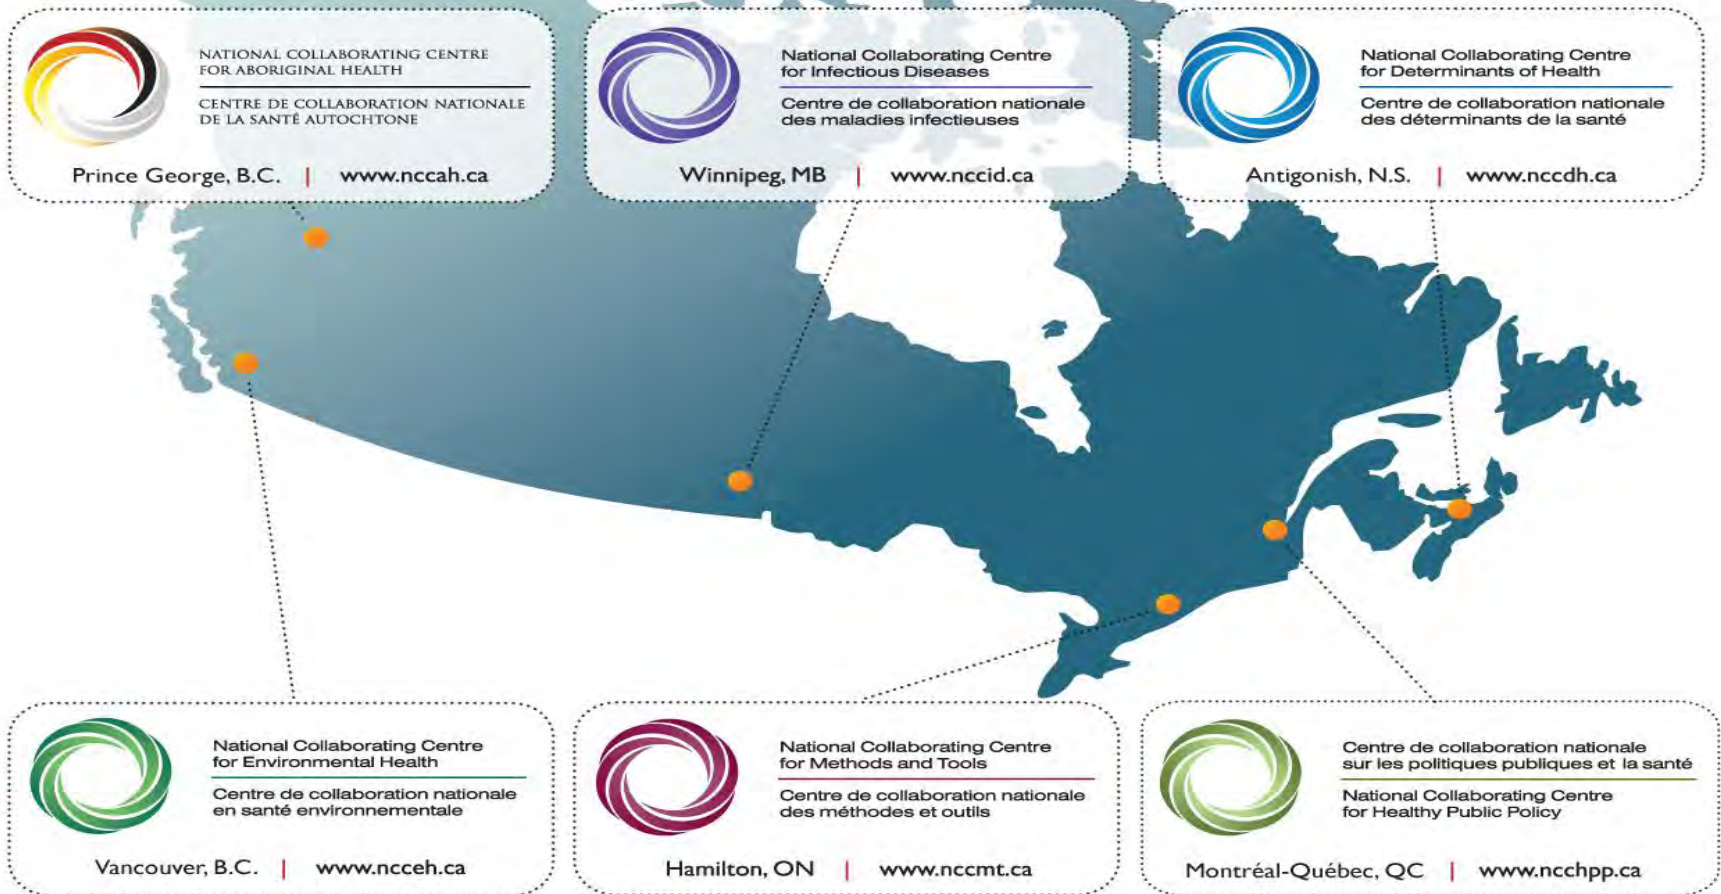 NATIONAL COLLABORATING CENTRE
FOR ABORIGINAL HEALTH
CENTRE DE COLLABORATION NATIONALE
DE LA SANTÉ AUTOCHTONE
Prince George, B.C. | www.nccah.ca
National Collaborating Centre
for Infectious Diseases
Centre de collaboration nationale
des maladies infectieuses
Winnipeg, MB | www.nccid.ca
National Collaborating Centre
for Determinants of Health
Centre de collaboration nationale
des déterminants de la santé
Antigonish, N.S. | www.nccdh.ca
National Collaborating Centre
for Environmental Health
Centre de collaboration nationale
en santé environnementale
Vancouver, B.C. | www.ncceh.ca
National Collaborating Centre
for Methods and Tools
Centre de collaboration nationale
des méthodes et outils
Hamilton, ON | www.nccmt.ca
Centre de collaboration nationale
sur les politiques publiques et la santé
National Collaborating Centre
for Healthy Public Policy
Montréal-Québec, QC | www.ncchpp.ca